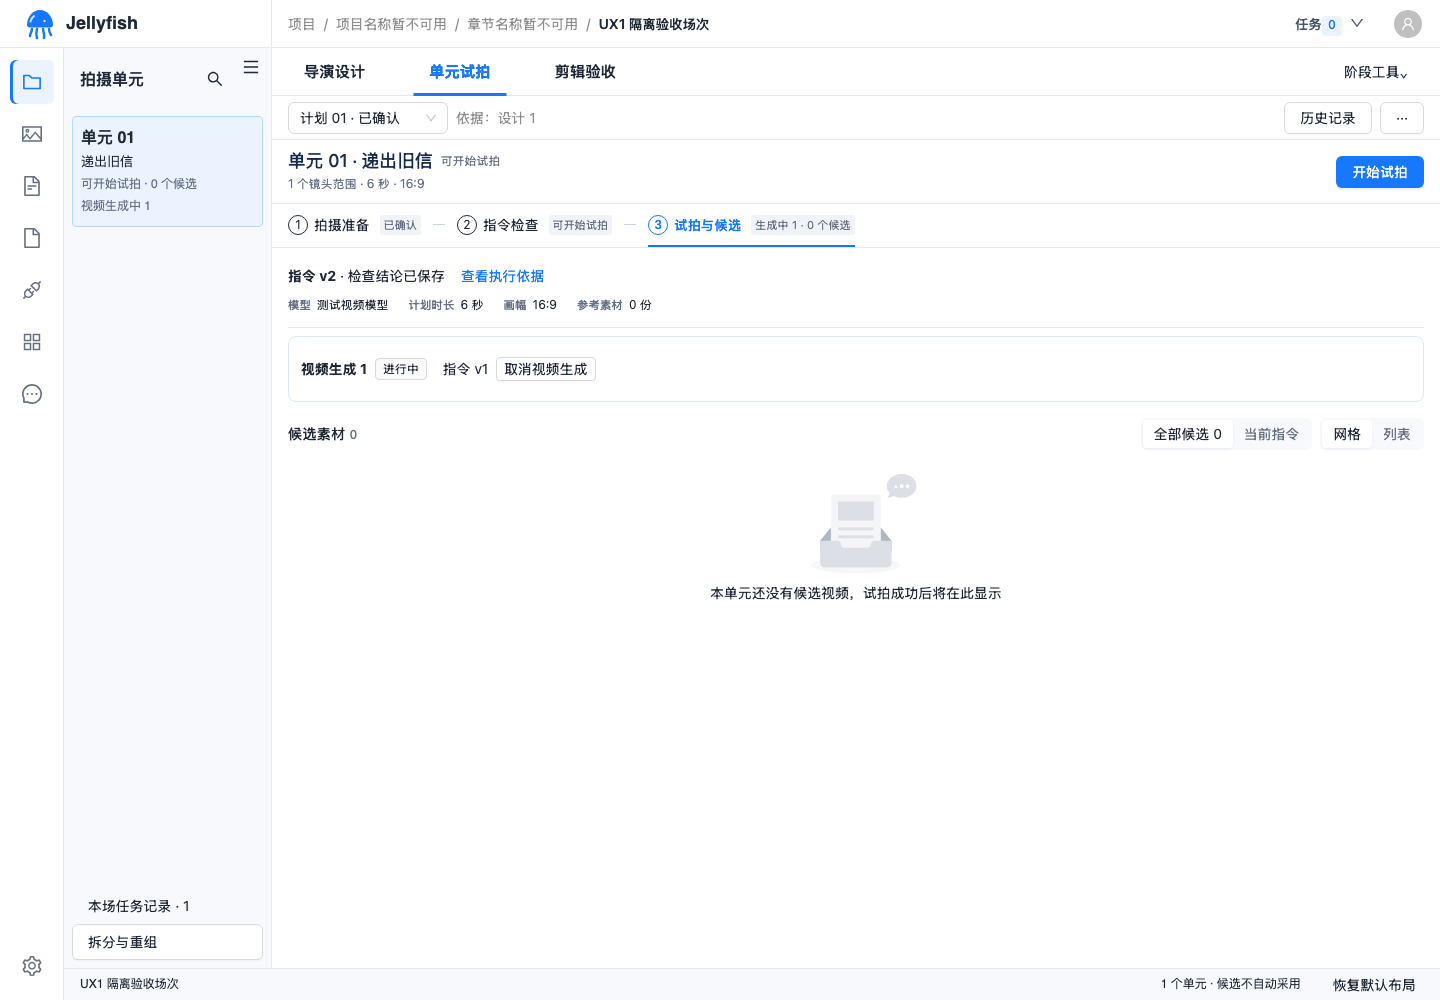 Jellyfish
项目 / 项目名称暂不可用 / 章节名称暂不可用 / UX1 隔离验收场次
任务 0
拍摄单元
导演设计 单元试拍 剪辑验收
阶段工具
计划 01 · 已确认
依据：设计 1
历史记录
...
单元 01
递出旧信
可开始试拍 · 0 个候选
视频生成中 1
单元 01 · 递出旧信 可开始试拍
1 个镜头范围 · 6 秒 · 16:9
开始试拍
1 拍摄准备 已确认 — 2 指令检查 可开始试拍 — 3 试拍与候选 生成中 1 · 0 个候选
指令 v2 · 检查结论已保存 查看执行依据
模型 测试视频模型 计划时长 6 秒 画幅 16:9 参考素材 0 份
视频生成 1 进行中 指令 v1 取消视频生成
候选素材 0
全部候选 0 当前指令 网格 列表
本单元还没有候选视频，试拍成功后将在此显示
本场任务记录 · 1
拆分与重组
UX1 隔离验收场次
1 个单元 · 候选不自动采用
恢复默认布局